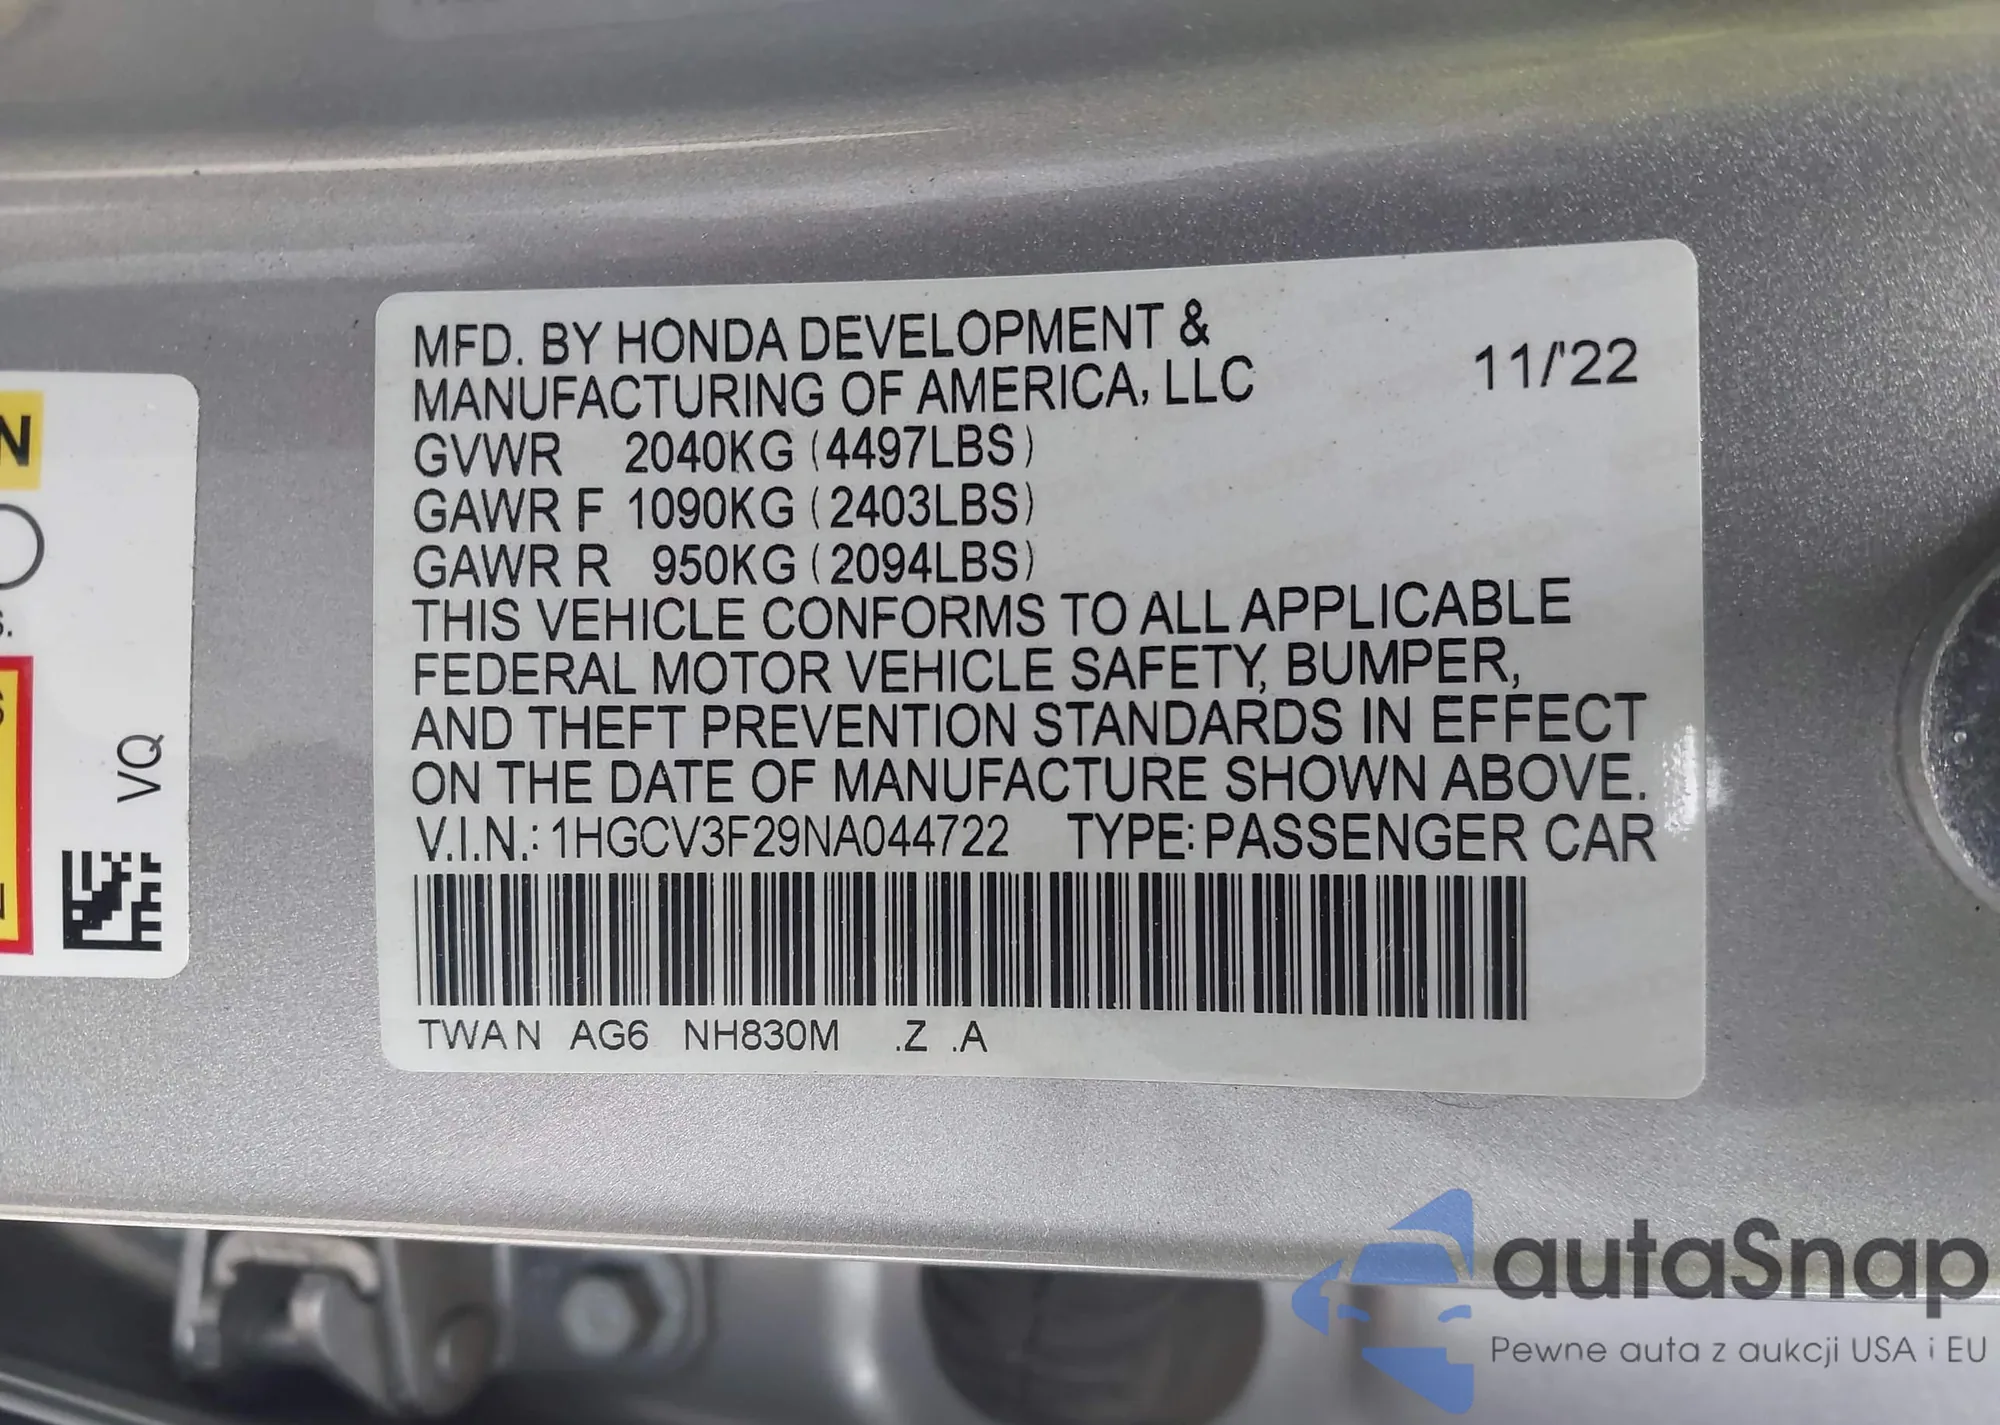 MFD. BY HONDA DEVELOPMENT &
MANUFACTURING OF AMERICA, LLC
11/'22
GVWR 2040KG (4497LBS)
GAWR F 1090KG (2403LBS)
GAWR R 950KG (2094LBS)
THIS VEHICLE CONFORMS TO ALL APPLICABLE
FEDERAL MOTOR VEHICLE SAFETY, BUMPER,
AND THEFT PREVENTION STANDARDS IN EFFECT
ON THE DATE OF MANUFACTURE SHOWN ABOVE.
V.I.N.: 1HGCV3F29NA044722 TYPE: PASSENGER CAR
TWAN AG6 NH830M .Z .A
VQ
autaSnap
Pewne auta z aukcji USA i EU